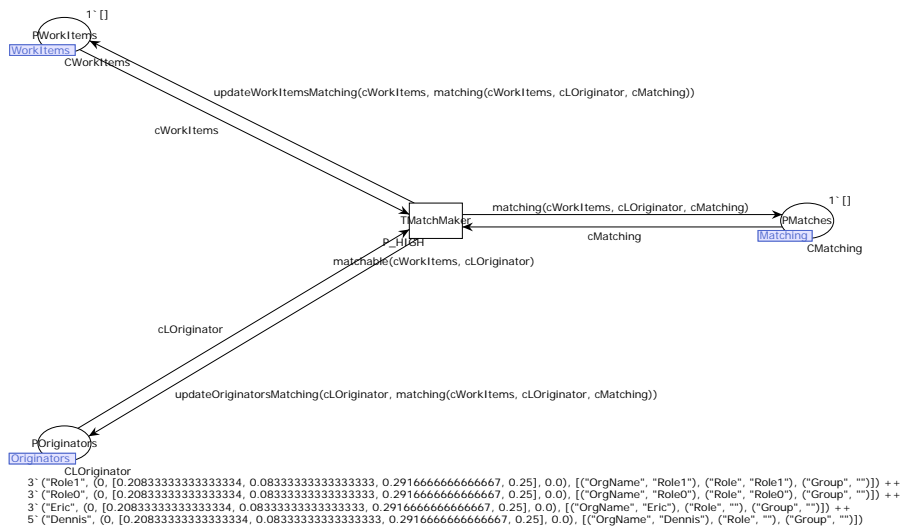 1`[]
PWorkItems
WorkItems
CWorkItems
updateWorkItemsMatching(cWorkItems, matching(cWorkItems, cLOriginator, cMatching))
cWorkItems
1`[]
matching(cWorkItems, cLOriginator, cMatching)
TMatchMaker
PMatches
cMatching
Matching
P_HIGH
CMatching
matchable(cWorkItems, cLOriginator)
cLOriginator
updateOriginatorsMatching(cLOriginator, matching(cWorkItems, cLOriginator, cMatching))
POriginators
Originators
CLOriginator
3`("Role1", (0, [0.20833333333333334, 0.08333333333333333, 0.2916666666666667, 0.25], 0.0), [("OrgName", "Role1"), ("Role", "Role1"), ("Group", "")]) ++
3`("Role0", (0, [0.20833333333333334, 0.08333333333333333, 0.2916666666666667, 0.25], 0.0), [("OrgName", "Role0"), ("Role", "Role0"), ("Group", "")]) ++
3`("Eric", (0, [0.20833333333333334, 0.08333333333333333, 0.2916666666666667, 0.25], 0.0), [("OrgName", "Eric"), ("Role", ""), ("Group", "")]) ++
5`("Dennis", (0, [0.20833333333333334, 0.08333333333333333, 0.2916666666666667, 0.25], 0.0), [("OrgName", "Dennis"), ("Role", ""), ("Group", "")])